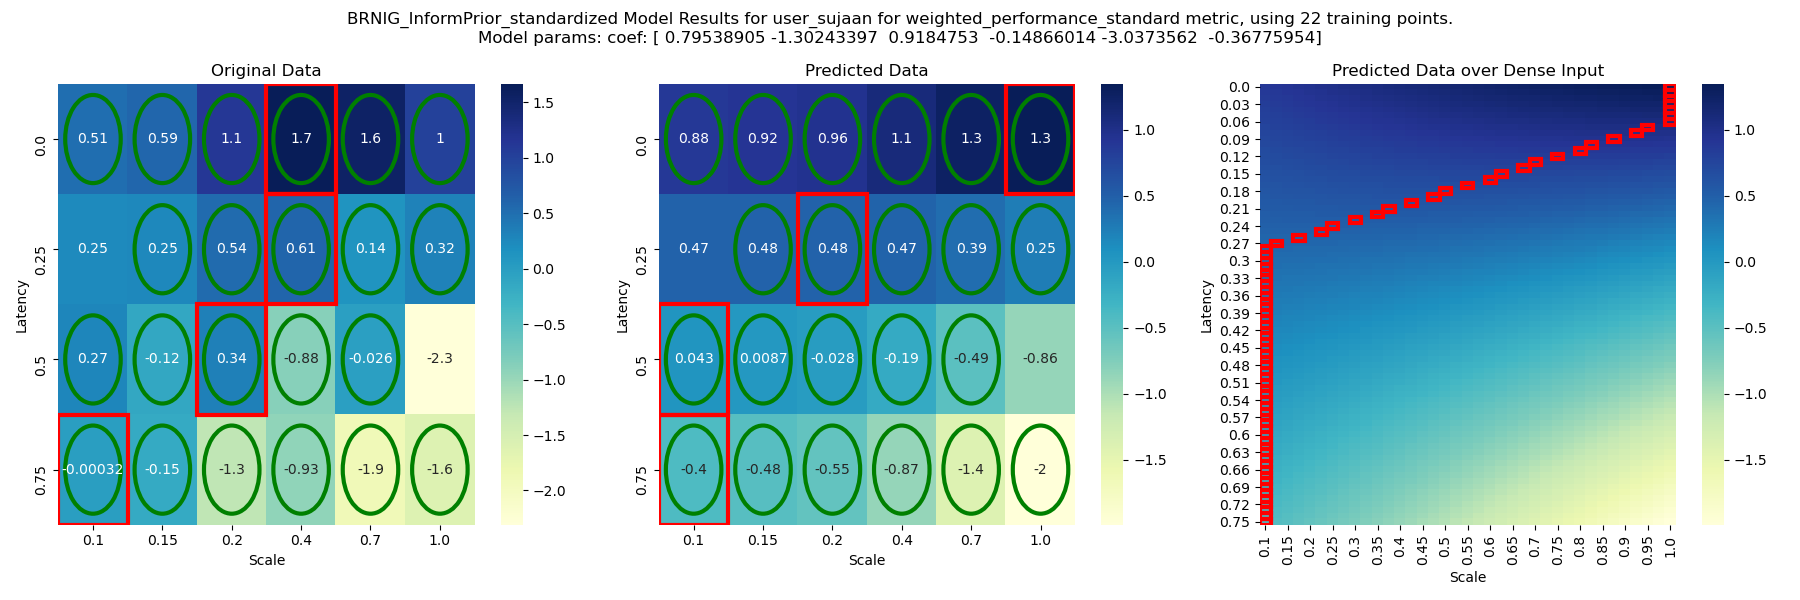 BRNIG_InformPrior_standardized Model Results for user_sujaan for weighted_performance_standard metric, using 22 training points.
Model params: coef: [ 0.79538905 -1.30243397  0.9184753  -0.14866014 -3.0373562  -0.36775954]
Original Data
Latency
0.0 0.51 0.59 1.1 1.7 1.6 1
0.25 0.25 0.25 0.54 0.61 0.14 0.32
0.5 0.27 -0.12 0.34 -0.88 -0.026 -2.3
0.75 -0.00032 -0.15 -1.3 -0.93 -1.9 -1.6
0.1 0.15 0.2 0.4 0.7 1.0
Scale
1.5
1.0
0.5
0.0
−0.5
−1.0
−1.5
−2.0
Predicted Data
Latency
0.0 0.88 0.92 0.96 1.1 1.3 1.3
0.25 0.47 0.48 0.48 0.47 0.39 0.25
0.5 0.043 0.0087 -0.028 -0.19 -0.49 -0.86
0.75 -0.4 -0.48 -0.55 -0.87 -1.4 -2
0.1 0.15 0.2 0.4 0.7 1.0
Scale
1.0
0.5
0.0
−0.5
−1.0
−1.5
Predicted Data over Dense Input
Latency
0.0
0.03
0.06
0.09
0.12
0.15
0.18
0.21
0.24
0.27
0.3
0.33
0.36
0.39
0.42
0.45
0.48
0.51
0.54
0.57
0.6
0.63
0.66
0.69
0.72
0.75
0.1 0.15 0.2 0.25 0.3 0.35 0.4 0.45 0.5 0.55 0.6 0.65 0.7 0.75 0.8 0.85 0.9 0.95 1.0
Scale
1.0
0.5
0.0
−0.5
−1.0
−1.5